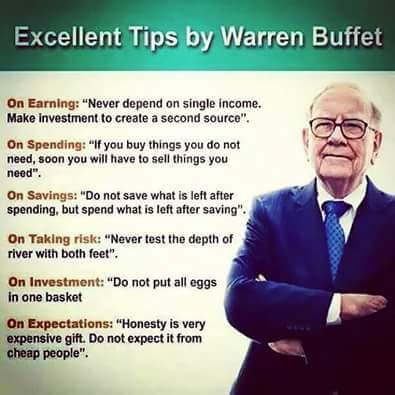 Excellent Tips by Warren Buffet
On Earning: “Never depend on single income.
Make investment to create a second source”.
On Spending: “If you buy things you do not
need, soon you will have to sell things you
need”.
On Savings: “Do not save what is left after
spending, but spend what is left after saving”.
On Taking risk: “Never test the depth of
river with both feet”.
On Investment: “Do not put all eggs
in one basket
On Expectations: “Honesty is very
expensive gift. Do not expect it from
cheap people”.